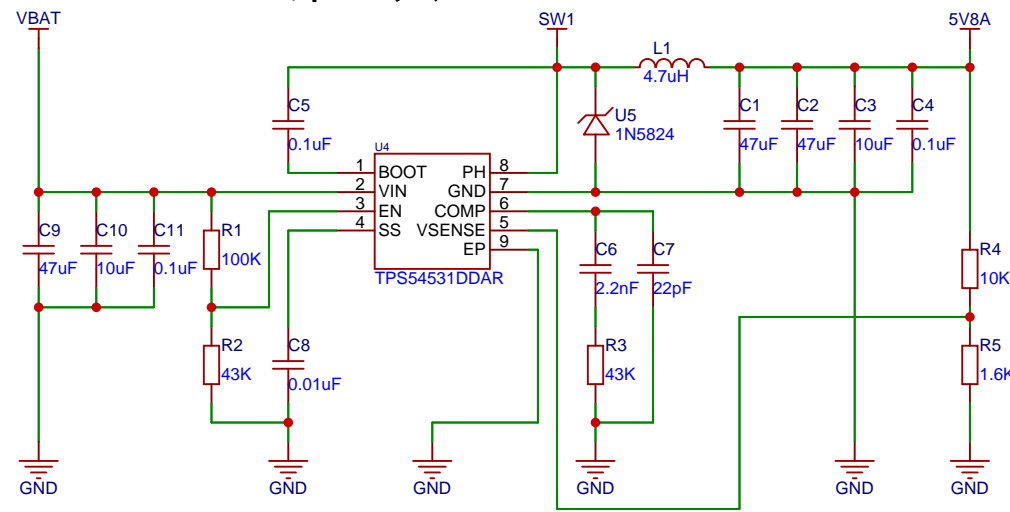 VBAT
SW1
5V8A
L1
4.7uH
C5
0.1uF
U5
1N5824
C1
47uF
C2
47uF
C3
10uF
C4
0.1uF
U4
1 BOOT PH 8
2 VIN GND 7
3 EN COMP 6
4 SS VSENSE 5
EP 9
TPS54531DDAR
C9
47uF
C10
10uF
C11
0.1uF
R1
100K
C6
2.2nF
C7
22pF
R4
10K
R2
43K
C8
0.01uF
R3
43K
R5
1.6K
GND
GND
GND
GND
GND
GND